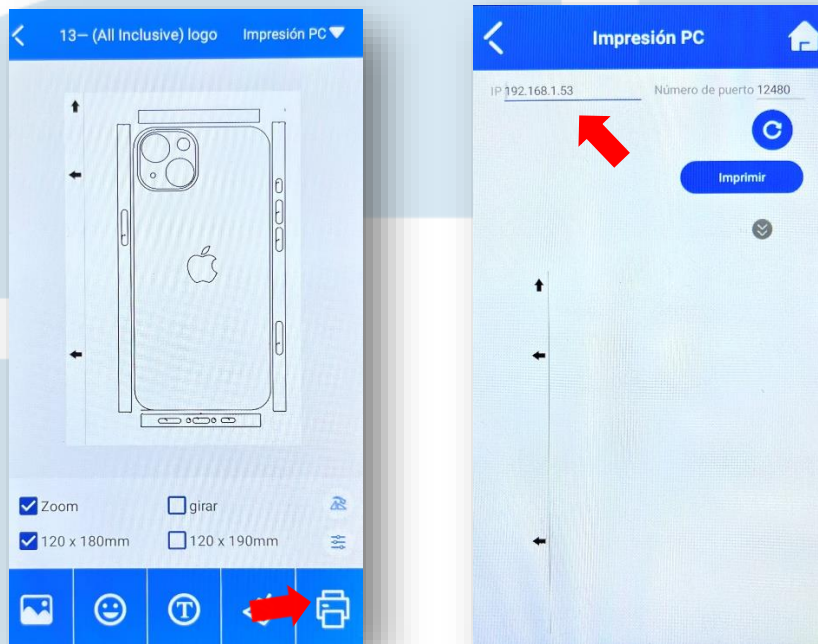 13— (All Inclusive) logo
Impresión PC
Zoom
girar
120 x 180mm
120 x 190mm
T
Impresión PC
IP 192.168.1.53
Número de puerto 12480
Imprimir